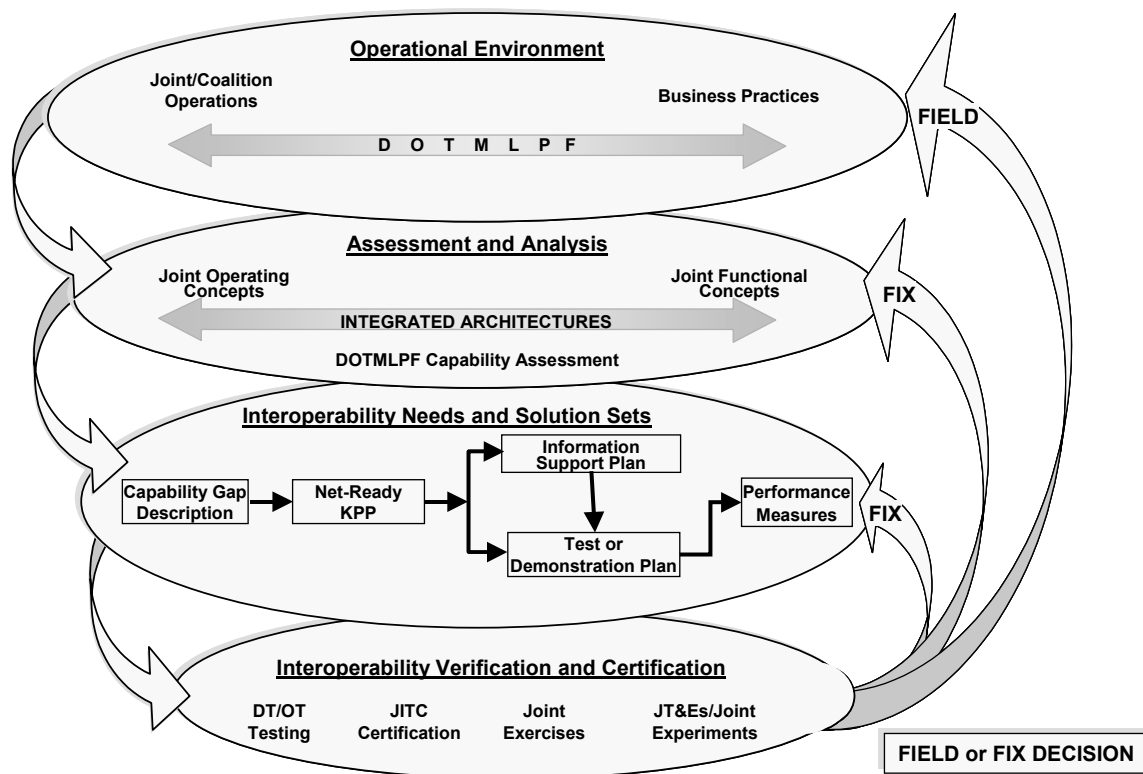 Operational Environment
Joint/Coalition
Operations
Business Practices
D O T M L P F
FIELD
Assessment and Analysis
Joint Operating
Concepts
Joint Functional
Concepts
FIX
INTEGRATED ARCHITECTURES
DOTMLPF Capability Assessment
Interoperability Needs and Solution Sets
Capability Gap
Description
Net-Ready
KPP
Information
Support Plan
Test or
Demonstration Plan
Performance
Measures
FIX
Interoperability Verification and Certification
DT/OT
Testing
JITC
Certification
Joint
Exercises
JT&Es/Joint
Experiments
FIELD or FIX DECISION